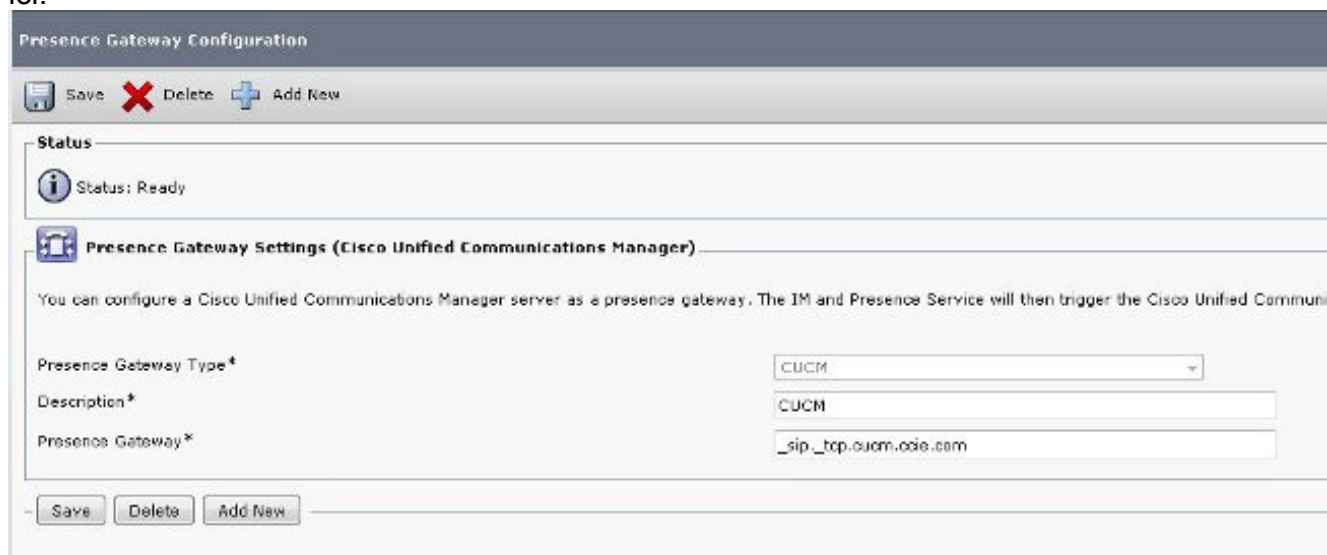 Presence Gateway Configuration
Save Delete Add New
Status
Status: Ready
Presence Gateway Settings (Cisco Unified Communications Manager)
You can configure a Cisco Unified Communications Manager server as a presence gateway. The IM and Presence Service will then trigger the Cisco Unified Communi
Presence Gateway Type* CUCM
Description* CUCM
Presence Gateway* _sip._tcp.cucm.ccie.com
Save Delete Add New